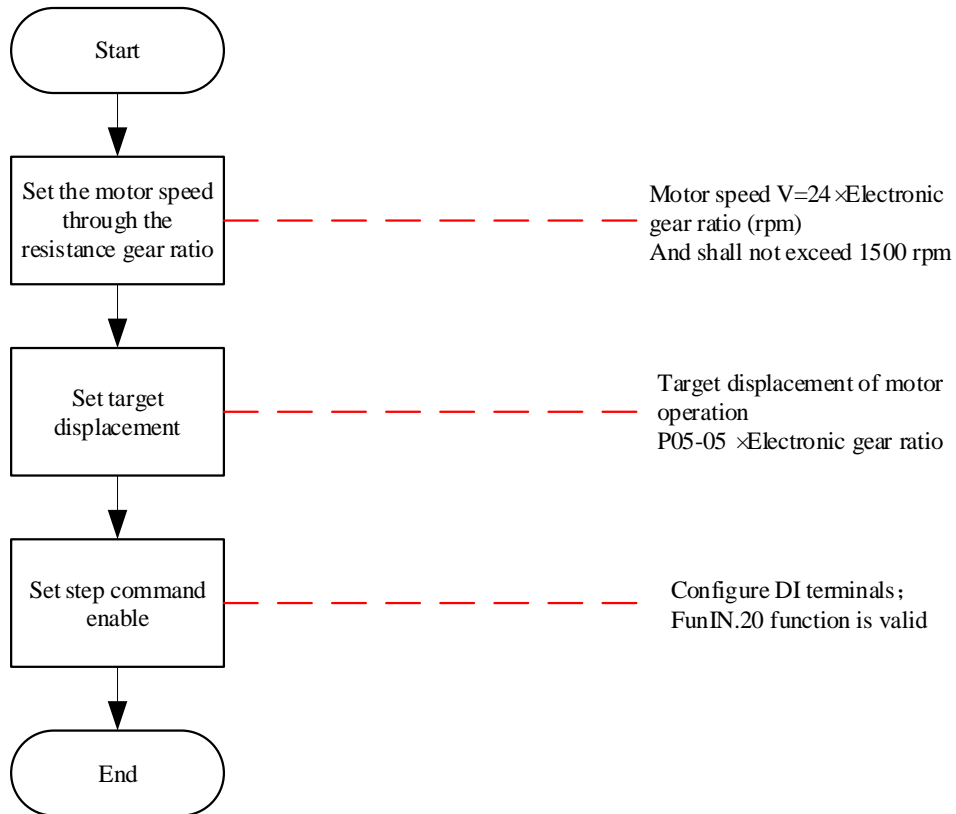 Start
Set the motor speed
through the
resistance gear ratio
Motor speed V=24×Electronic
gear ratio (rpm)
And shall not exceed 1500 rpm
Set target
displacement
Target displacement of motor
operation
P05-05 ×Electronic gear ratio
Set step command
enable
Configure DI terminals；
FunIN.20 function is valid
End